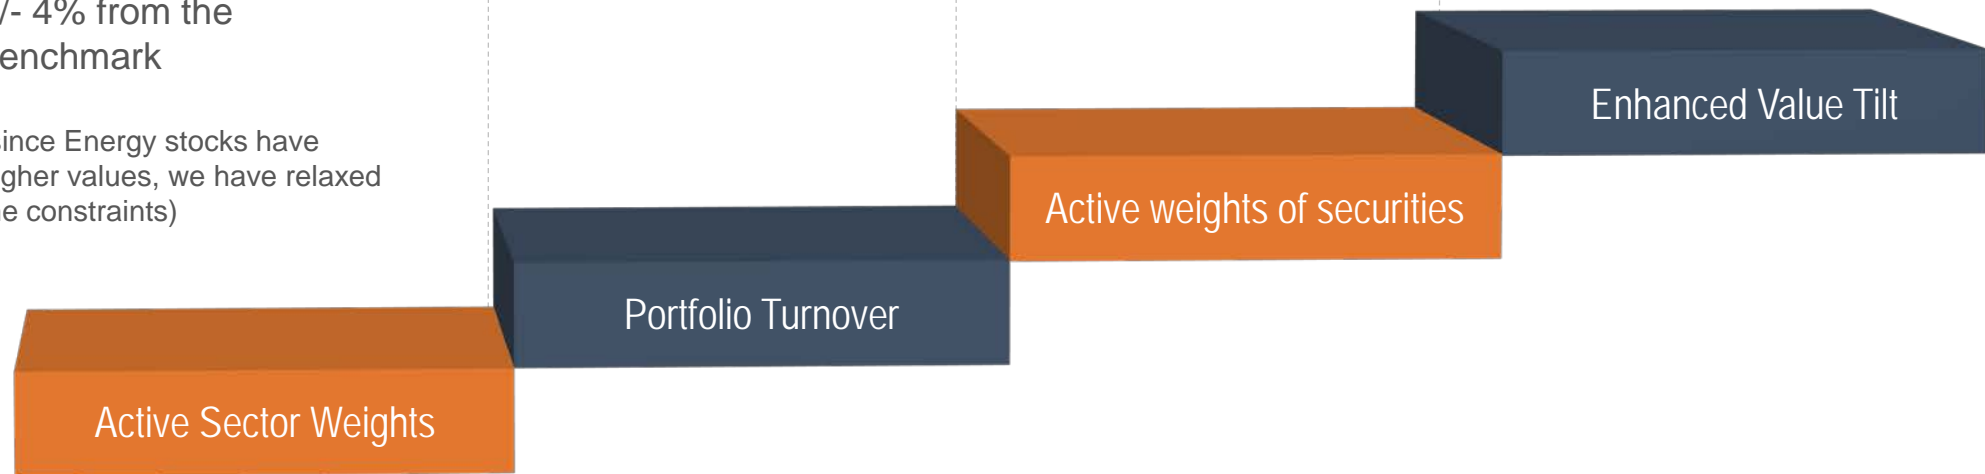 /- 4% from the
enchmark
ince Energy stocks have
gher values, we have relaxed
e constraints)
Enhanced Value Tilt
Active weights of securities
Portfolio Turnover
Active Sector Weights